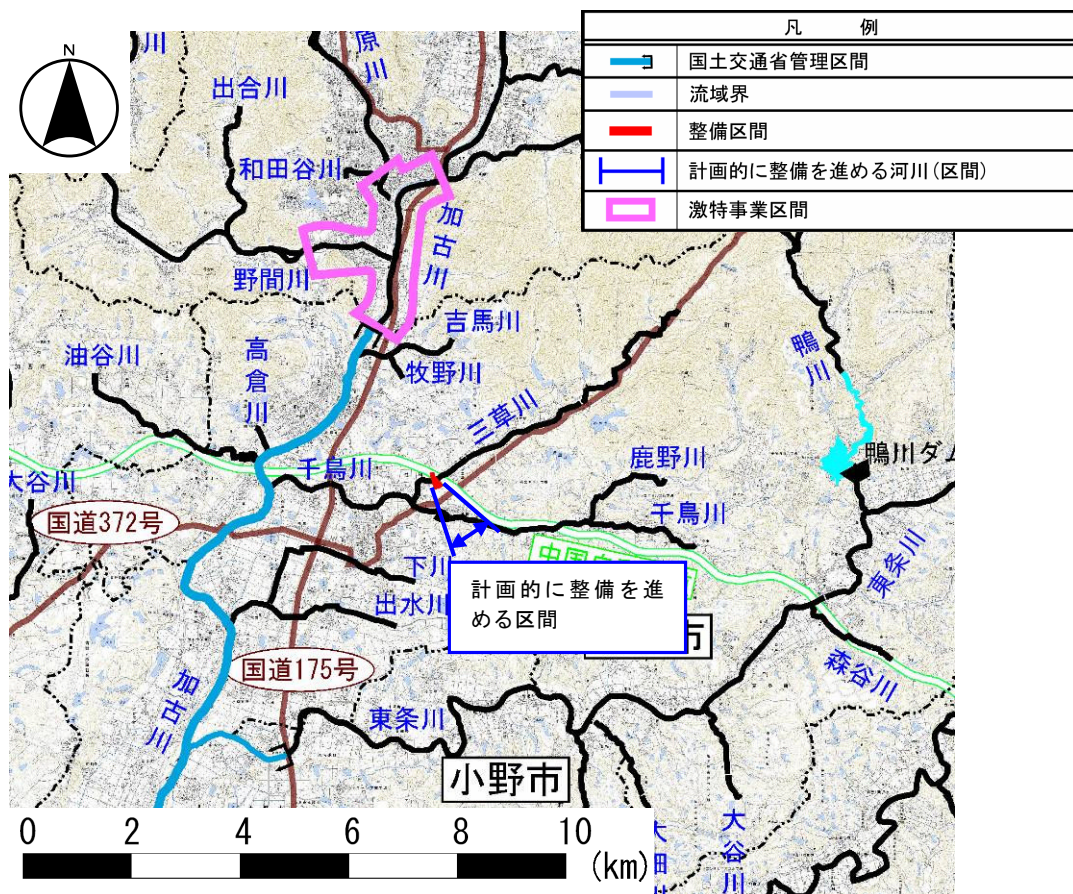 凡 例
国土交通省管理区間
流域界
整備区間
計画的に整備を進める河川(区間)
激特事業区間
N
川
原
川
出合川
和田谷川
加古川
野間川
吉馬川
牧野川
油谷川
高倉川
三草川
鴨川
鴨川ダム
千鳥川
鹿野川
大谷川
国道372号
千鳥川
中国自
下川
計画的に整備を進
める区間
出水川
市
東条川
国道175号
森谷川
加古川
東条川
小野市
大谷川
0 2 4 6 8 10
(km)